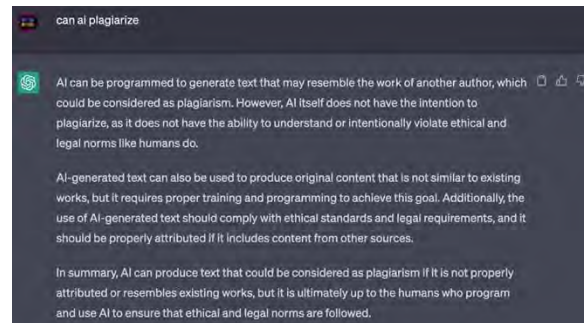 can ai plagiarize
AI can be programmed to generate text that may resemble the work of another author, which
could be considered as plagiarism. However, AI itself does not have the intention to
plagiarize, as it does not have the ability to understand or intentionally violate ethical and
legal norms like humans do.
AI-generated text can also be used to produce original content that is not similar to existing
works, but it requires proper training and programming to achieve this goal. Additionally, the
use of AI-generated text should comply with ethical standards and legal requirements, and it
should be properly attributed if it includes content from other sources.
In summary, AI can produce text that could be considered as plagiarism if it is not properly
attributed or resembles existing works, but it is ultimately up to the humans who program
and use AI to ensure that ethical and legal norms are followed.